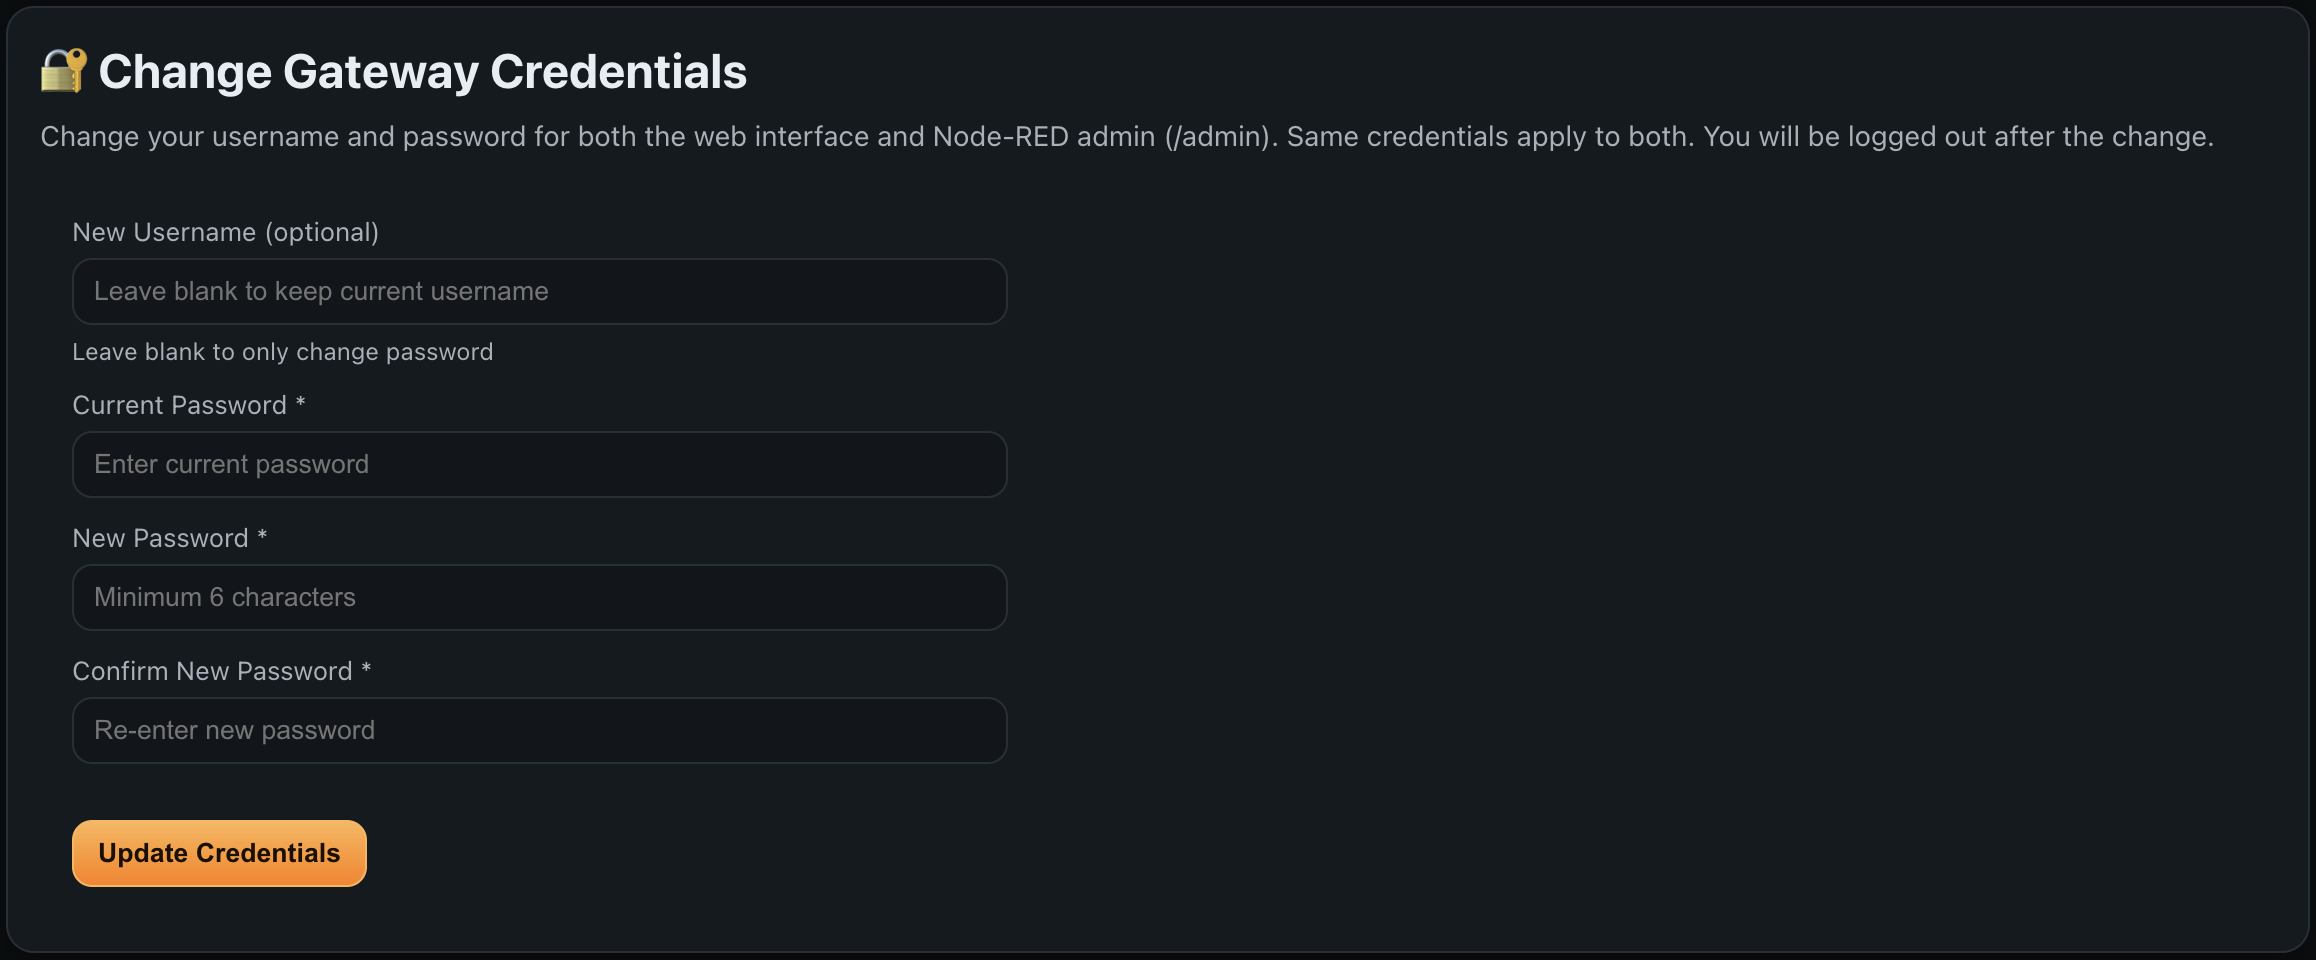 Change Gateway Credentials
Change your username and password for both the web interface and Node-RED admin (/admin). Same credentials apply to both. You will be logged out after the change.
New Username (optional)
Leave blank to keep current username
Leave blank to only change password
Current Password *
Enter current password
New Password *
Minimum 6 characters
Confirm New Password *
Re-enter new password
Update Credentials